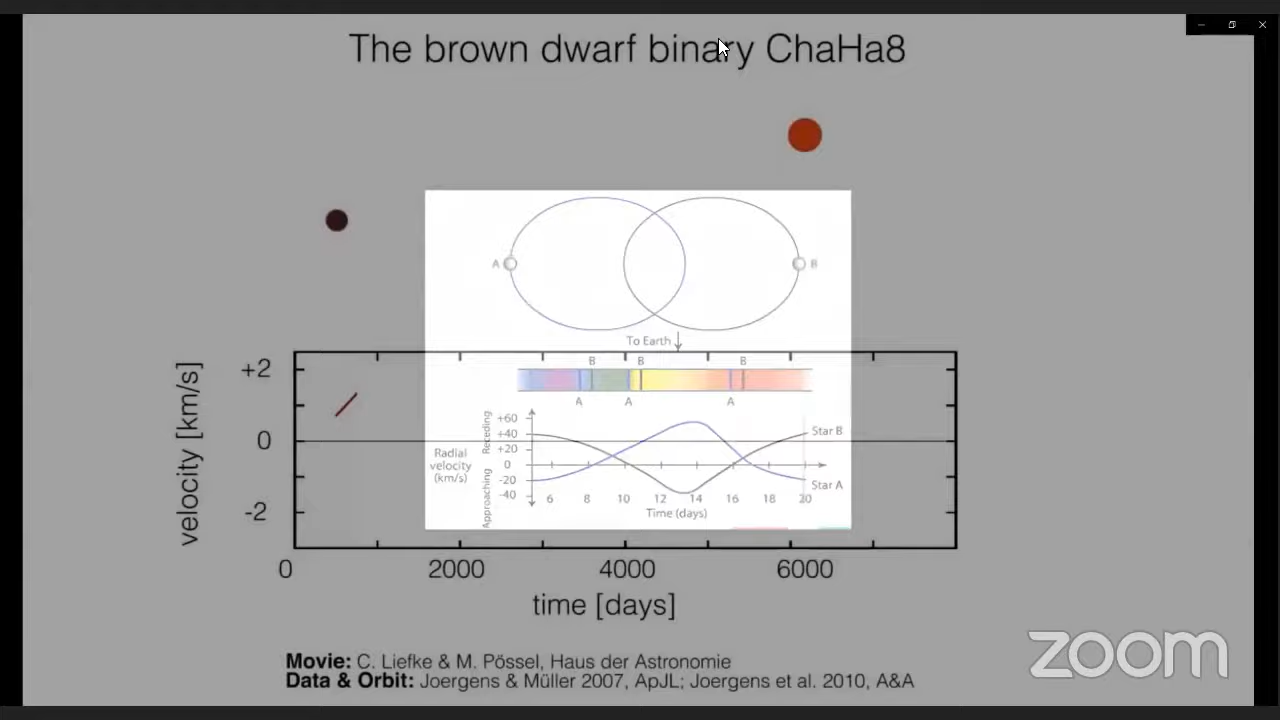 The brown dwarf binary ChaHa8
A
B
To Earth
B B B
A A A
Receding
Approaching
Radial
velocity
(km/s)
+60
+40
+20
0
-20
-40
6 8 10 12 14 16 18 20
Time (days)
Star B
Star A
velocity [km/s]
+2
0
-2
0 2000 4000 6000
time [days]
Movie: C. Liefke & M. Pössel, Haus der Astronomie
Data & Orbit: Joergens & Müller 2007, ApJL; Joergens et al. 2010, A&A
zoom